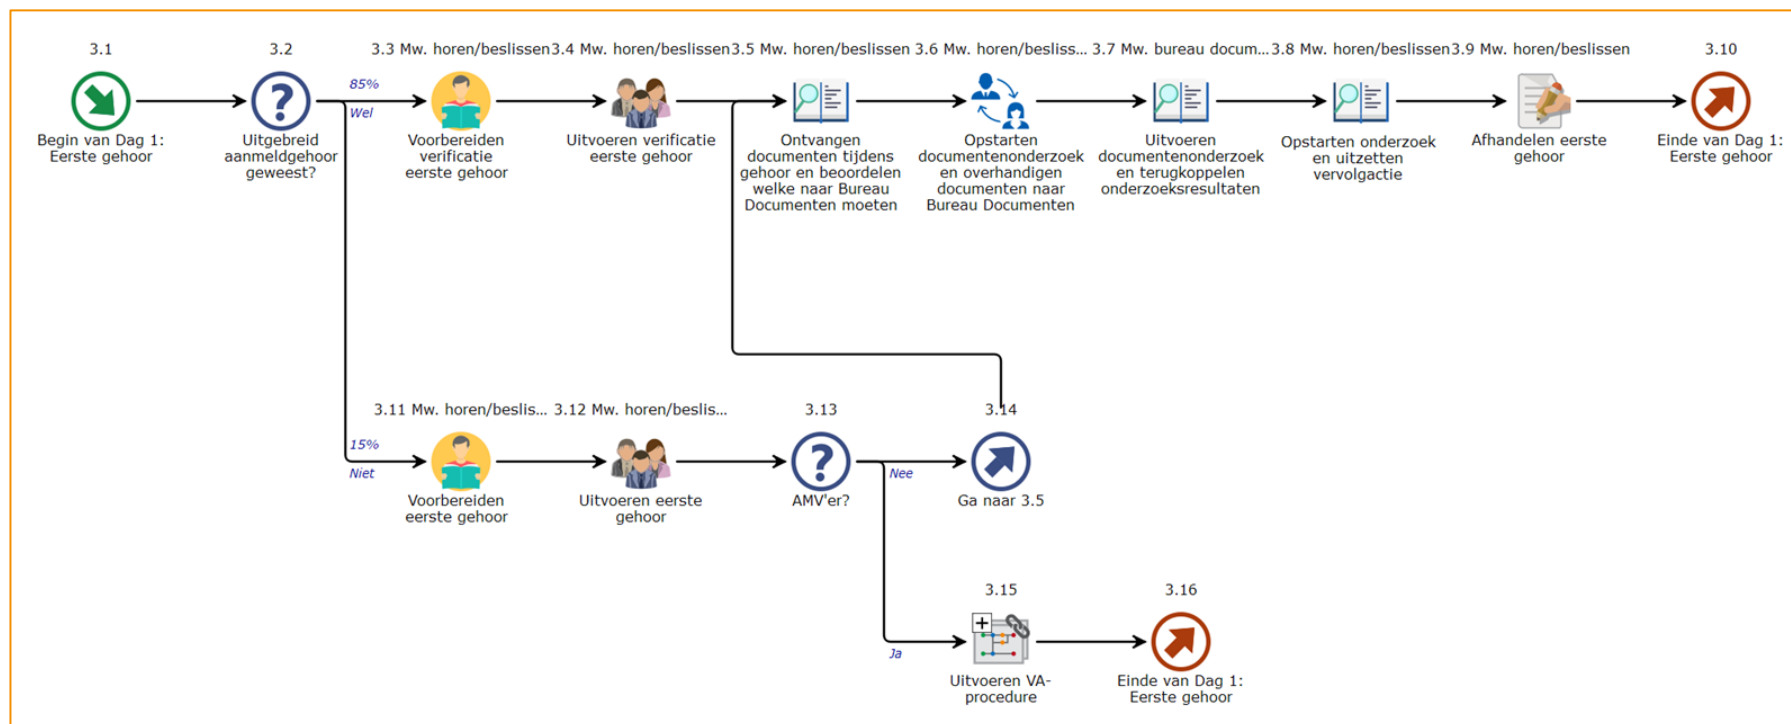 3.1
3.2
3.3 Mw. horen/beslissen
3.4 Mw. horen/beslissen
3.5 Mw. horen/beslissen
3.6 Mw. horen/besliss...
3.7 Mw. bureau docum...
3.8 Mw. horen/beslissen
3.9 Mw. horen/beslissen
3.10
85%
Wel
Begin van Dag 1:
Eerste gehoor
Uitgebreid
aanmeldgehoor
geweest?
Voorbereiden
verificatie
eerste gehoor
Uitvoeren verificatie
eerste gehoor
Ontvangen
documenten tijdens
gehoor en beoordelen
welke naar Bureau
Documenten moeten
Opstarten
documentenonderzoek
en overhandigen
documenten naar
Bureau Documenten
Uitvoeren
documentenonderzoek
en terugkoppelen
onderzoeksresultaten
Opstarten onderzoek
en uitzetten
vervolgactie
Afhandelen eerste
gehoor
Einde van Dag 1:
Eerste gehoor
3.11 Mw. horen/beslis...
3.12 Mw. horen/beslis...
3.13
3.14
15%
Niet
Nee
Voorbereiden
eerste gehoor
Uitvoeren eerste
gehoor
AMV'er?
Ga naar 3.5
3.15
3.16
Ja
Uitvoeren VA-
procedure
Einde van Dag 1:
Eerste gehoor